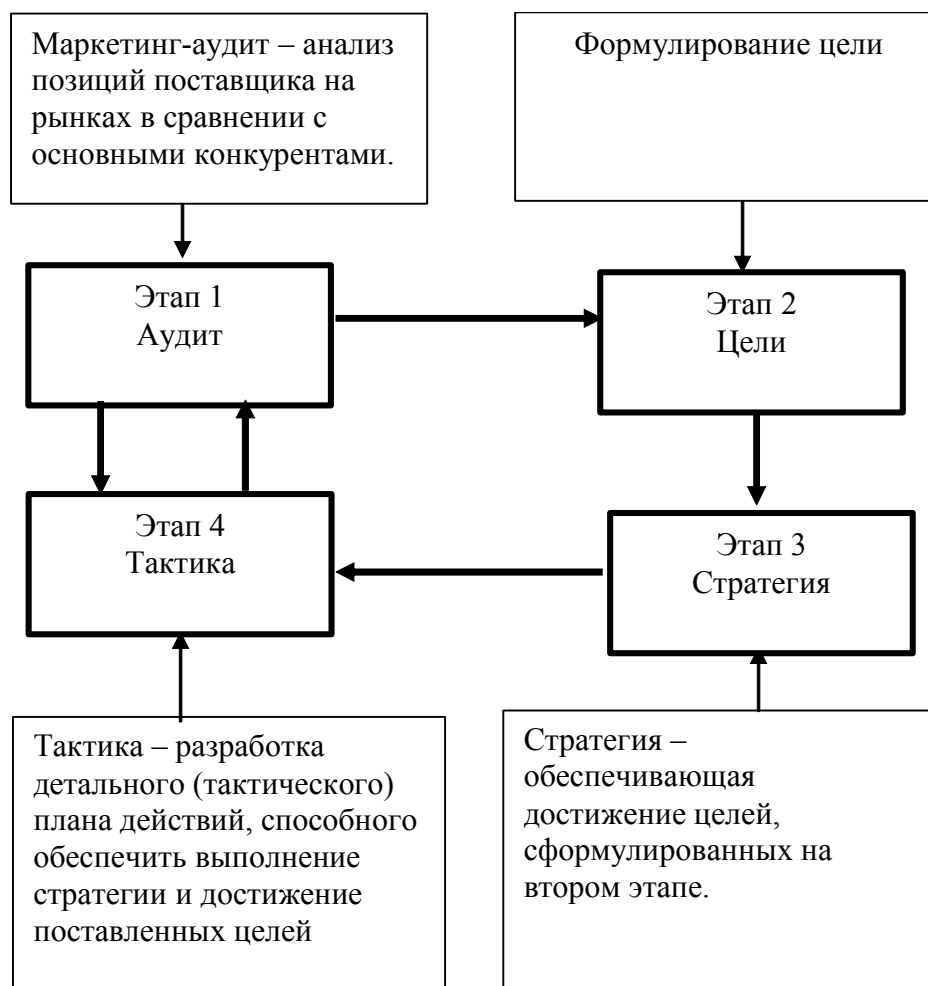 Маркетинг-аудит – анализ
позиций поставщика на
рынках в сравнении с
основными конкурентами.
Формулирование цели
Этап 1
Аудит
Этап 2
Цели
Этап 4
Тактика
Этап 3
Стратегия
Тактика – разработка
детального (тактического)
плана действий, способного
обеспечить выполнение
стратегии и достижение
поставленных целей
Стратегия –
обеспечивающая
достижение целей,
сформулированных на
втором этапе.